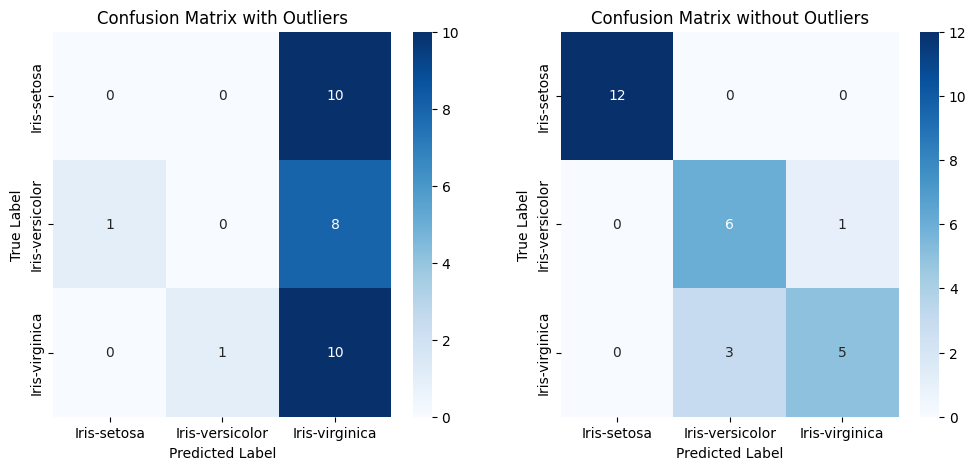 Confusion Matrix with Outliers
True Label
Iris-setosa
Iris-versicolor
Iris-virginica
0 0 10
1 0 8
0 1 10
Iris-setosa Iris-versicolor Iris-virginica
Predicted Label
10
8
6
4
2
0
Confusion Matrix without Outliers
True Label
Iris-setosa
Iris-versicolor
Iris-virginica
12 0 0
0 6 1
0 3 5
Iris-setosa Iris-versicolor Iris-virginica
Predicted Label
12
10
8
6
4
2
0